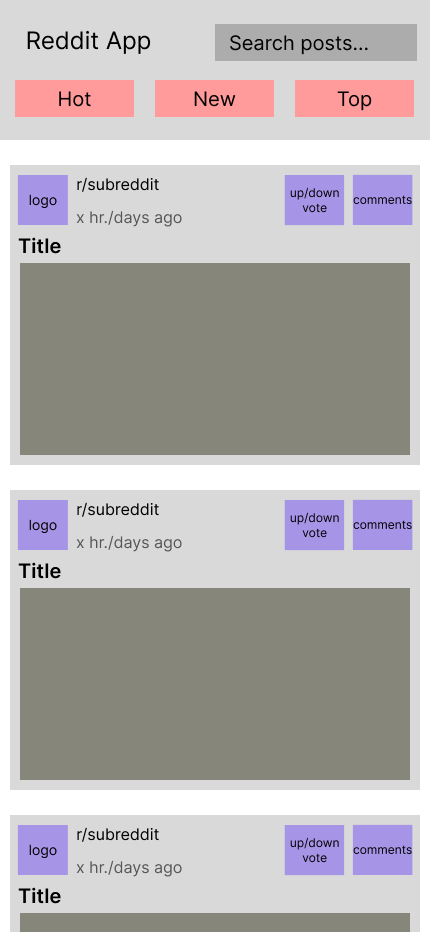 Reddit App
Search posts...
Hot
New
Top
logo
r/subreddit
x hr./days ago
up/down
vote
comments
Title
logo
r/subreddit
x hr./days ago
up/down
vote
comments
Title
logo
r/subreddit
x hr./days ago
up/down
vote
comments
Title